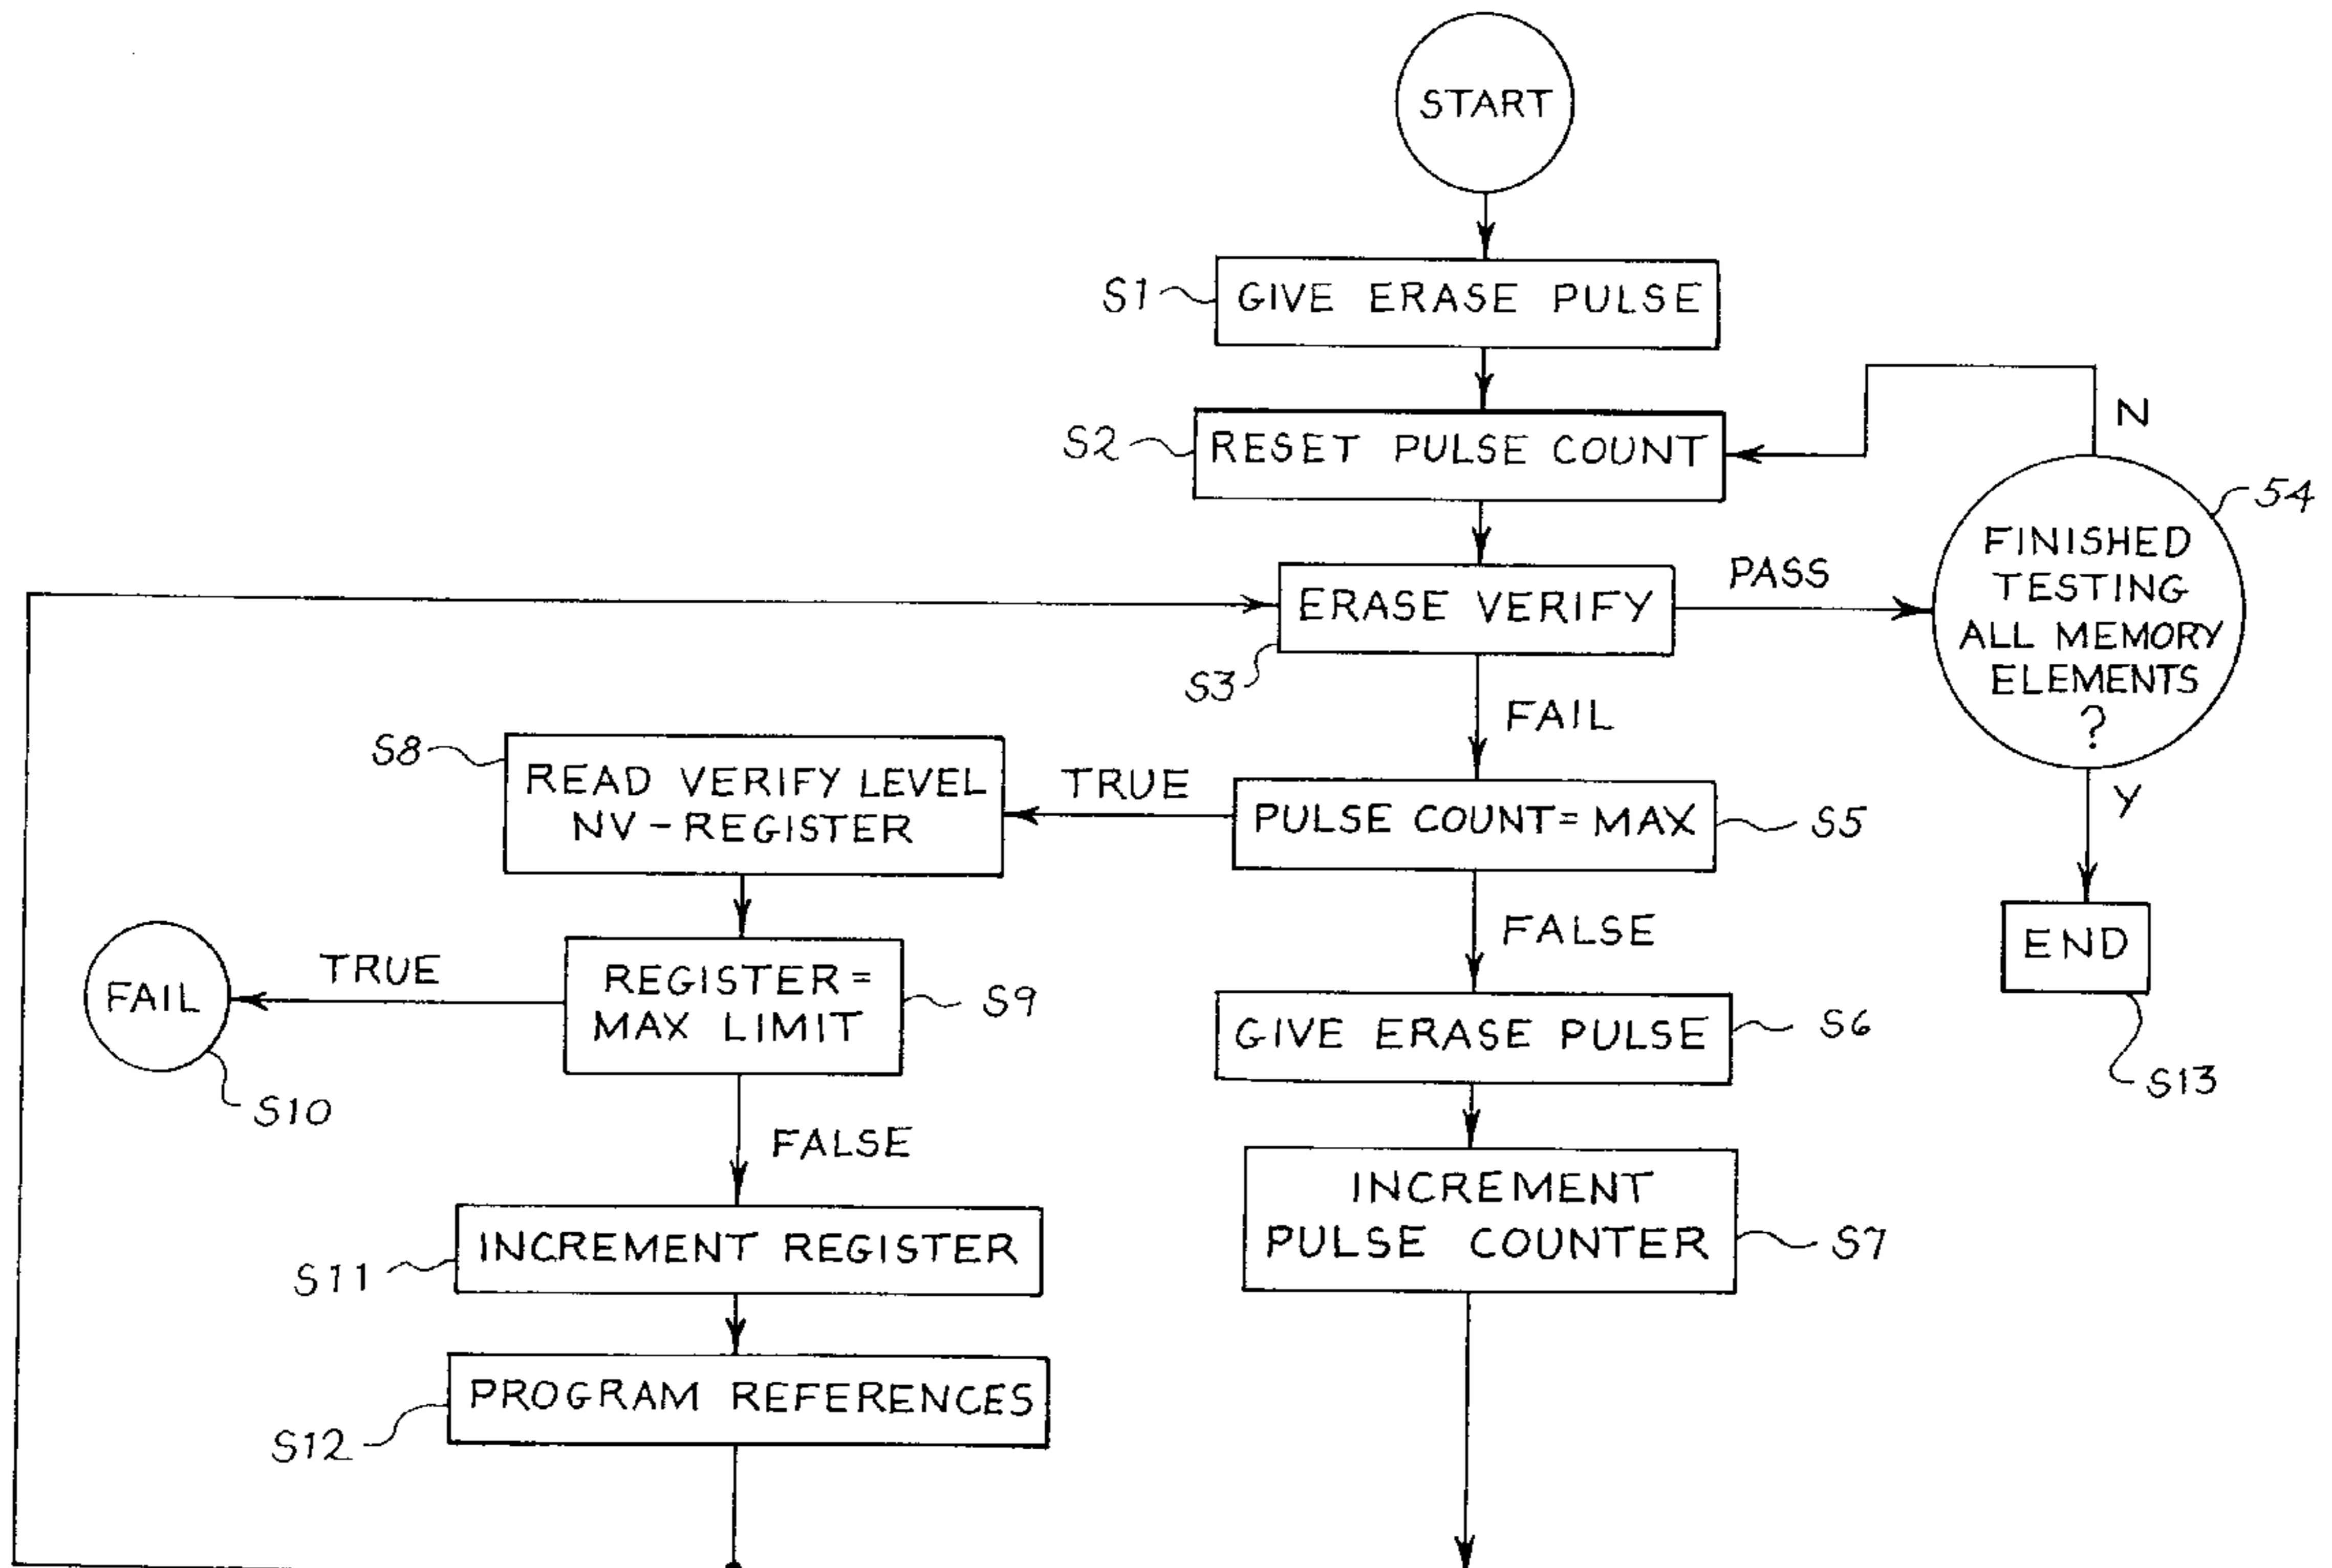 START
S1
GIVE ERASE PULSE
S2
RESET PULSE COUNT
N
54
FINISHED
TESTING
ALL MEMORY
ELEMENTS
?
PASS
ERASE VERIFY
S3
FAIL
Y
S8
READ VERIFY LEVEL
NV-REGISTER
TRUE
PULSE COUNT = MAX
S5
FALSE
END
S13
FAIL
S10
TRUE
REGISTER =
MAX LIMIT
S9
GIVE ERASE PULSE
S6
FALSE
INCREMENT
PULSE COUNTER
S7
S11
INCREMENT REGISTER
S12
PROGRAM REFERENCES